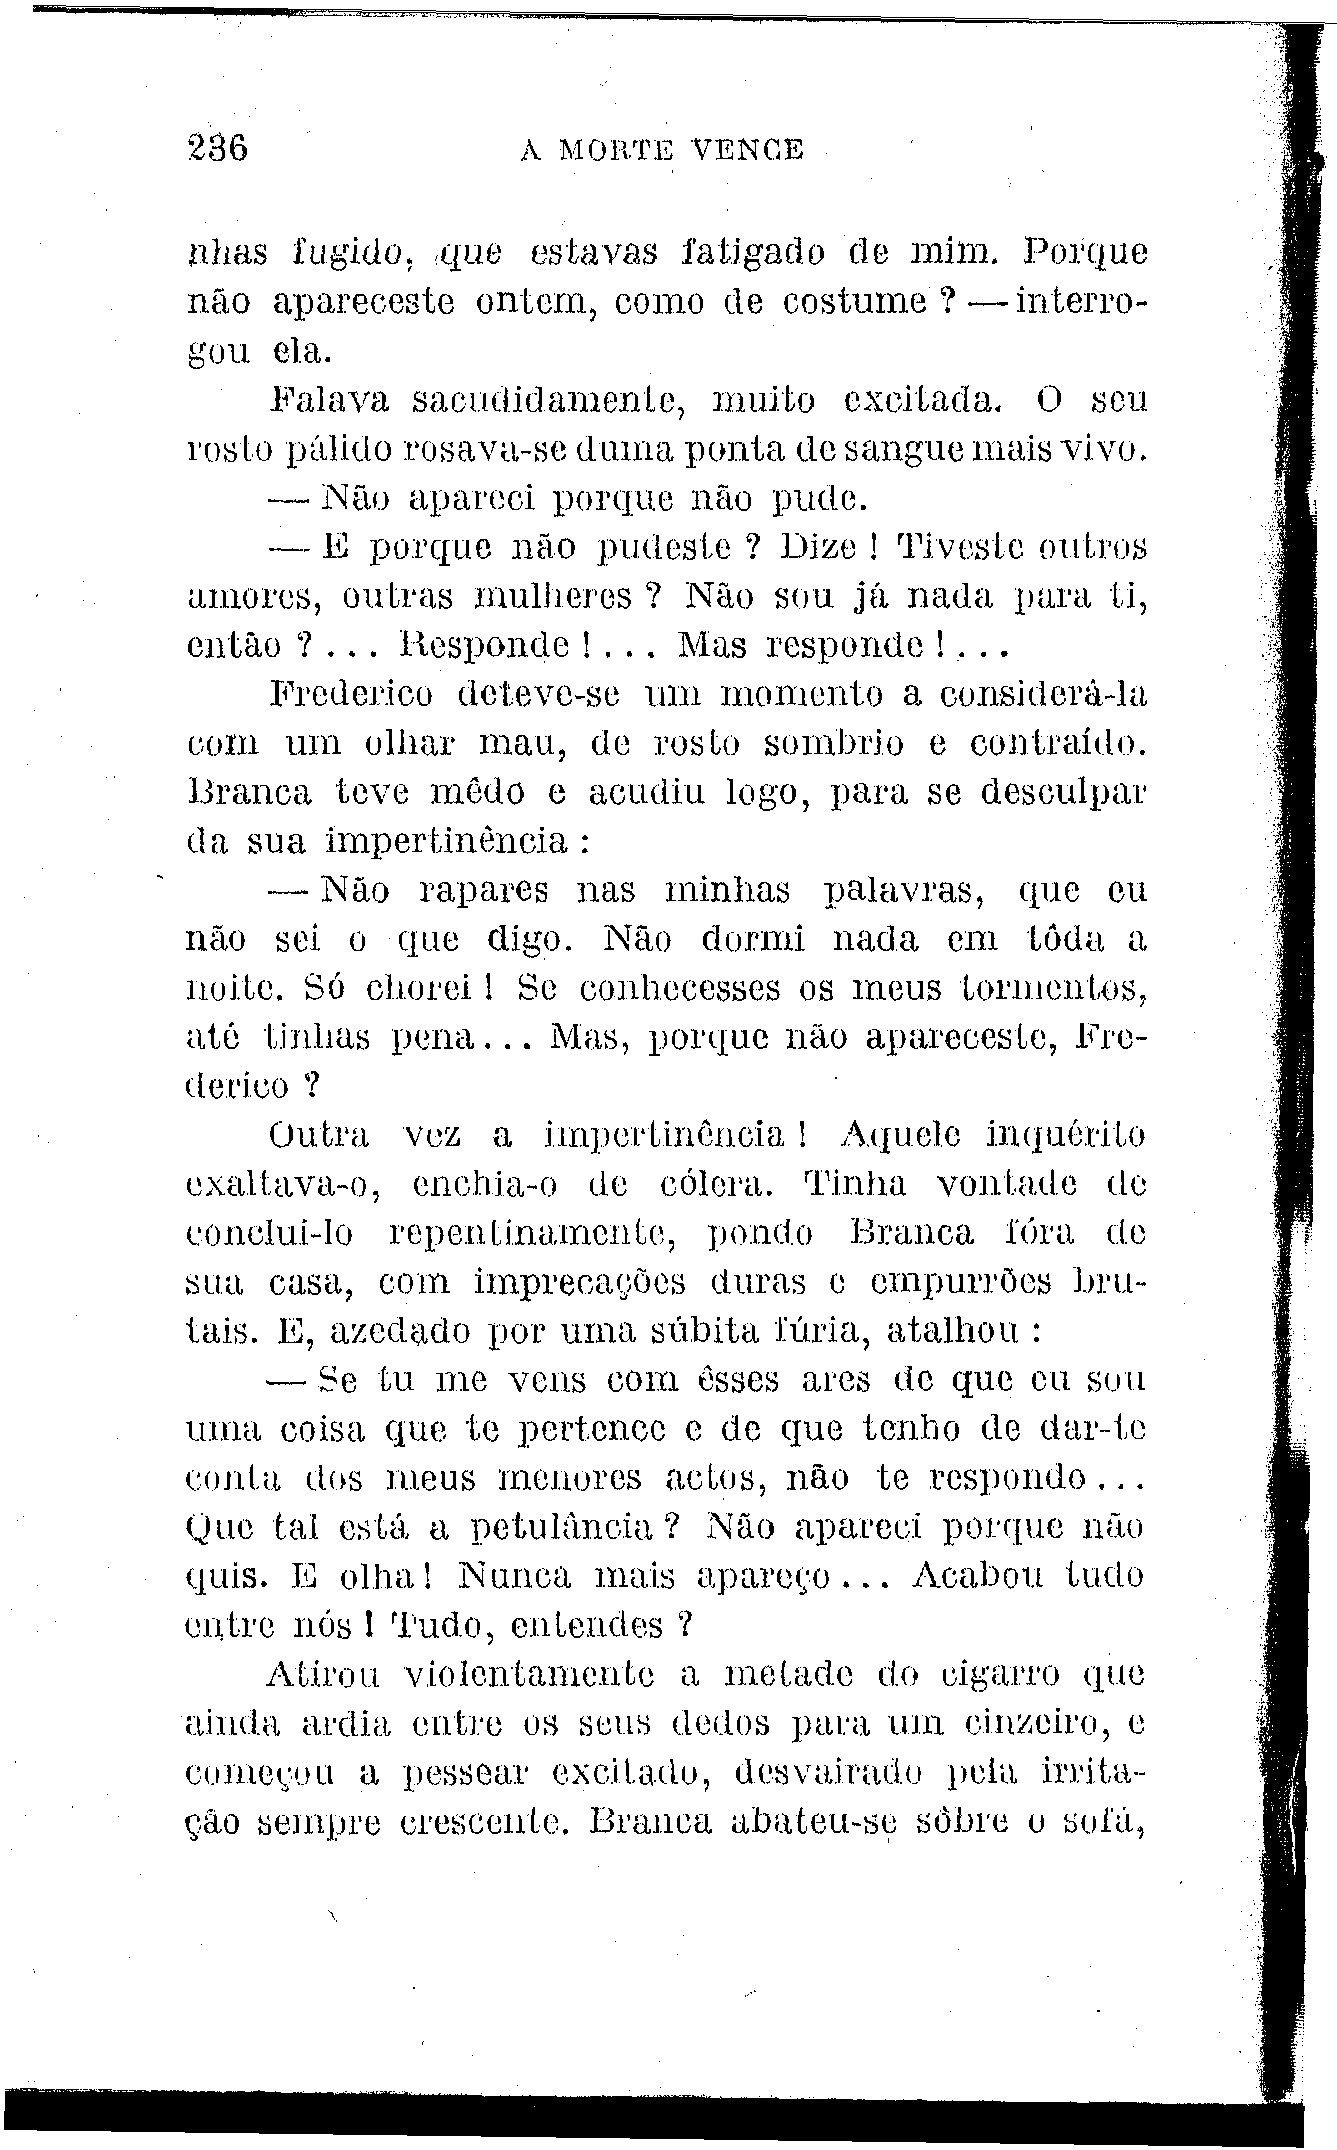 236 A MORTE VENCE
nhas fugido, que estavas fatigado de mim. Porque
não apareceste ontem, como de costume ? — interro-
gou ela.
Falava sacudidamente, muito excitada. O seu
rosto pálido rosava-se duma ponta de sangue mais vivo.
— Não apareci porque não pude.
— E porque não pudeste ? Dize ! Tiveste outros
amores, outras mulheres ? Não sou já nada para ti,
então ? . . . Responde ! . . . Mas responde ! . . .
Frederico deteve-se um momento a considerá-la
com um olhar mau, de rosto sombrio e contraído.
Branca teve mêdo e acudiu logo, para se desculpar
da sua impertinência :
— Não rapares nas minhas palavras, que eu
não sei o que digo. Não dormi nada em tôda a
noite. Só chorei ! Se conhecesses os meus tormentos,
até tinhas pena . . . Mas, porque não apareceste, Fre-
derico ?
Outra vez a impertinência ! Aquele inquérito
exaltava-o, enchia-o de cólera. Tinha vontade de
concluí-lo repentinamente, pondo Branca fóra de
sua casa, com imprecações duras e empurrões bru-
tais. E, azedado por uma súbita fúria, atalhou :
— Se tu me vens com êsses ares de que eu sou
uma coisa que te pertence e de que tenho de dar-te
conta dos meus menores actos, não te respondo . . .
Que tal está a petulância ? Não apareci porque não
quis. E olha ! Nunca mais apareço . . . Acabou tudo
entre nós ! Tudo, entendes ?
Atirou violentamente a metade do cigarro que
ainda ardia entre os seus dedos para um cinzeiro, e
começou a pessear excitado, desvairado pela irrita-
ção sempre crescente. Branca abateu-se sôbre o sofá,